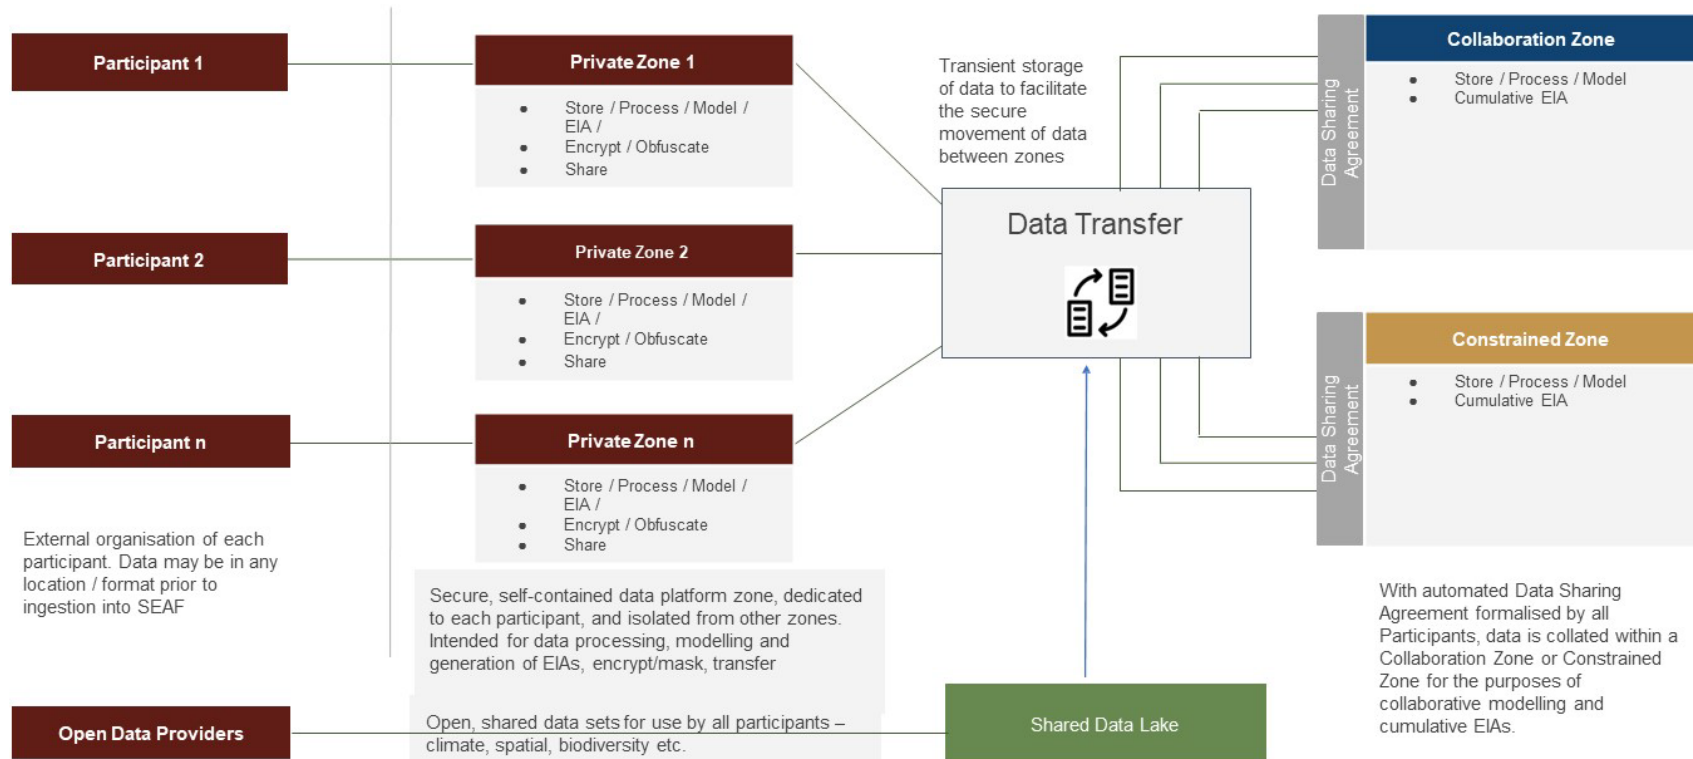 Participant 1
Private Zone 1
● Store / Process / Model /
EIA /
● Encrypt / Obfuscate
● Share
Transient storage
of data to facilitate
the secure
movement of data
between zones
Data Sharing
Agreement
Collaboration Zone
● Store / Process / Model
● Cumulative EIA
Participant 2
Private Zone 2
● Store / Process / Model /
EIA /
● Encrypt / Obfuscate
● Share
Data Transfer
Data Sharing
Agreement
Constrained Zone
● Store / Process / Model
● Cumulative EIA
Participant n
Private Zone n
● Store / Process / Model /
EIA /
● Encrypt / Obfuscate
● Share
External organisation of each
participant. Data may be in any
location / format prior to
ingestion into SEAF
Secure, self-contained data platform zone, dedicated
to each participant, and isolated from other zones.
Intended for data processing, modelling and
generation of EIAs, encrypt/mask, transfer
With automated Data Sharing
Agreement formalised by all
Participants, data is collated within a
Collaboration Zone or Constrained
Zone for the purposes of
collaborative modelling and
cumulative EIAs.
Open Data Providers
Open, shared data sets for use by all participants –
climate, spatial, biodiversity etc.
Shared Data Lake